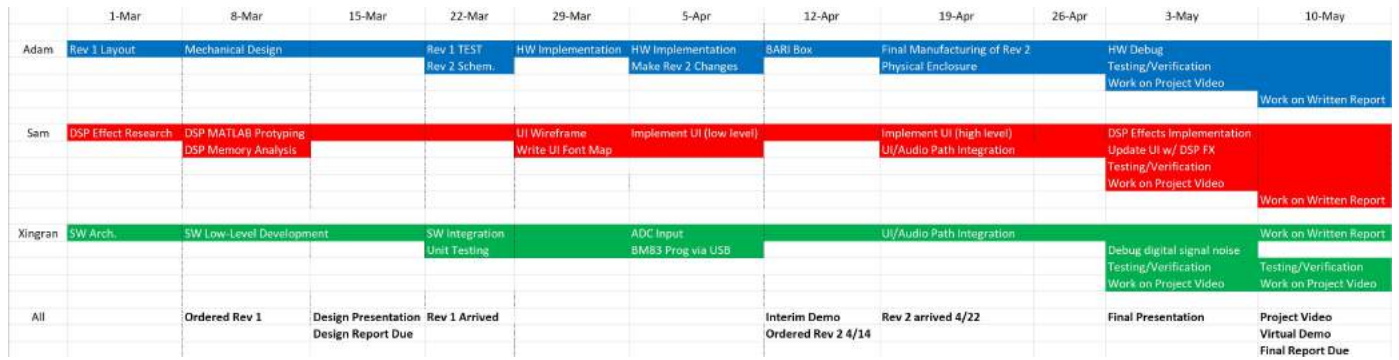 1-Mar 8-Mar 15-Mar 22-Mar 29-Mar 5-Apr 12-Apr 19-Apr 26-Apr 3-May 10-May
Adam Rev 1 Layout Mechanical Design Rev 1 TEST HW Implementation HW Implementation BARI Box Final Manufacturing of Rev 2 HW Debug
Rev 2 Schem. Make Rev 2 Changes Physical Enclosure Testing/Verification
Work on Project Video
Work on Written Report
Sam DSP Effect Research DSP MATLAB Protyping UI Wireframe Implement UI (low level) Implement UI (high level) DSP Effects Implementation
DSP Memory Analysis Write UI Font Map UI/Audio Path Integration Update UI w/ DSP FX
Testing/Verification
Work on Project Video
Work on Written Report
Xingran SW Arch. SW Low-Level Development SW Integration ADC Input UI/Audio Path Integration Work on Written Report
Unit Testing BM83 Prog via USB Debug digital signal noise
Testing/Verification Testing/Verification
Work on Project Video Work on Project Video
All Ordered Rev 1 Design Presentation Rev 1 Arrived Interim Demo Rev 2 arrived 4/22 Final Presentation Project Video
Design Report Due Ordered Rev 2 4/14 Virtual Demo
Final Report Due